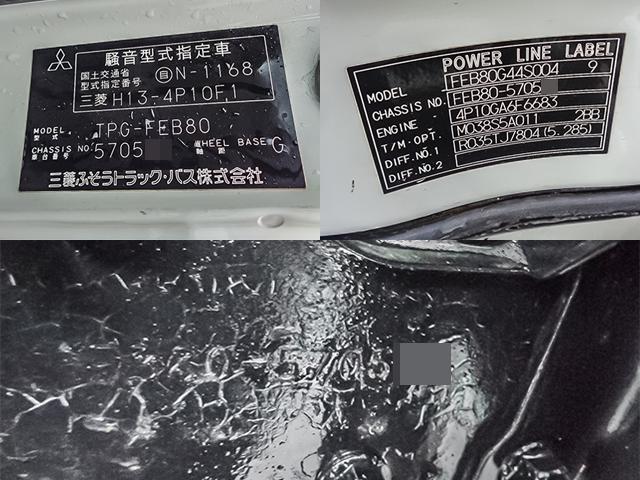 騒音型式指定車
国土交通省
型式指定番号
自N-1168
三菱 H13-4P10F1
MODEL TPG-FEB80
型式
CHASSIS NO. 5705 WHEEL BASE G
車台番号 軸距
三菱ふそうトラック・バス株式会社
POWER LINE LABEL
MODEL FEB80G44S004 9
CHASSIS NO. FEB80-5705
ENGINE 4P10GA6F6683
T/M. OPT. M038S5A011 2BB
DIFF. NO. 1 R035TJ7804(5.285)
DIFF. NO. 2